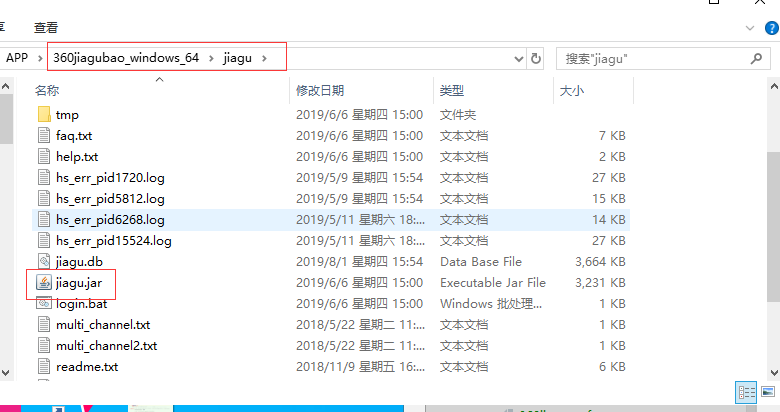 查看
APP > 360jiagubao_windows_64 > jiagu >
搜索"jiagu"
名称 修改日期 类型 大小
tmp 2019/6/6 星期四 15:00 文件夹
faq.txt 2019/6/6 星期四 15:00 文本文档 7 KB
help.txt 2019/6/6 星期四 15:00 文本文档 2 KB
hs_err_pid1720.log 2019/5/9 星期四 15:54 文本文档 27 KB
hs_err_pid5812.log 2019/5/9 星期四 15:54 文本文档 15 KB
hs_err_pid6268.log 2019/5/11 星期六 18:... 文本文档 14 KB
hs_err_pid15524.log 2019/5/11 星期六 18:... 文本文档 27 KB
jiagu.db 2019/8/1 星期四 15:54 Data Base File 3,664 KB
jiagu.jar 2019/6/6 星期四 15:00 Executable Jar File 3,231 KB
login.bat 2019/6/6 星期四 15:00 Windows 批处理... 1 KB
multi_channel.txt 2018/5/22 星期二 11:... 文本文档 1 KB
multi_channel2.txt 2018/5/22 星期二 11:... 文本文档 1 KB
readme.txt 2018/11/9 星期五 16:... 文本文档 6 KB